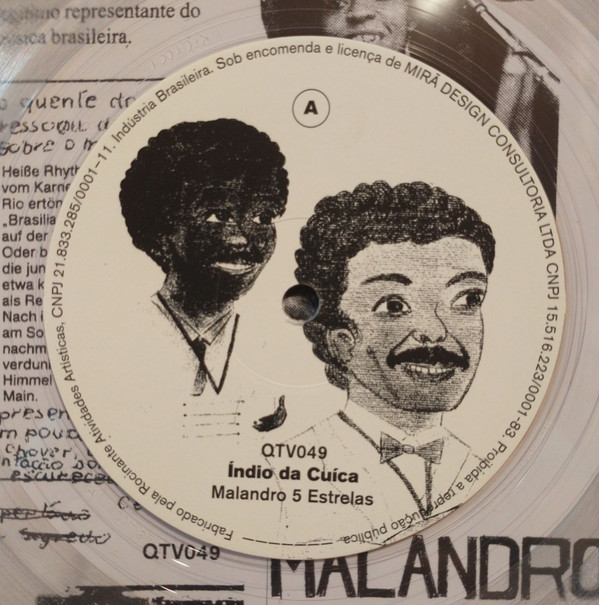 legítimo representante do
música brasileira.
Fabricado pela Rocinante Atividades Artísticas, CNPJ 21.833.285/0001-11. Indústria Brasileira. Sob encomenda e licença de MIRÃ DESIGN CONSULTORIA LTDA CNPJ 15.516.223/0001-83. Proibida a reprodução pública
A
QTV049
Índio da Cuíca
Malandro 5 Estrelas
quente
sobre o
Heiße Rhyth
vom Karne
Rio ertön
„Brasilia
auf der
Oder b
die jun
etwa k
als Re
Nach i
am So
nachm
verdun
Himmel
Main.
QTV049
MALANDRO